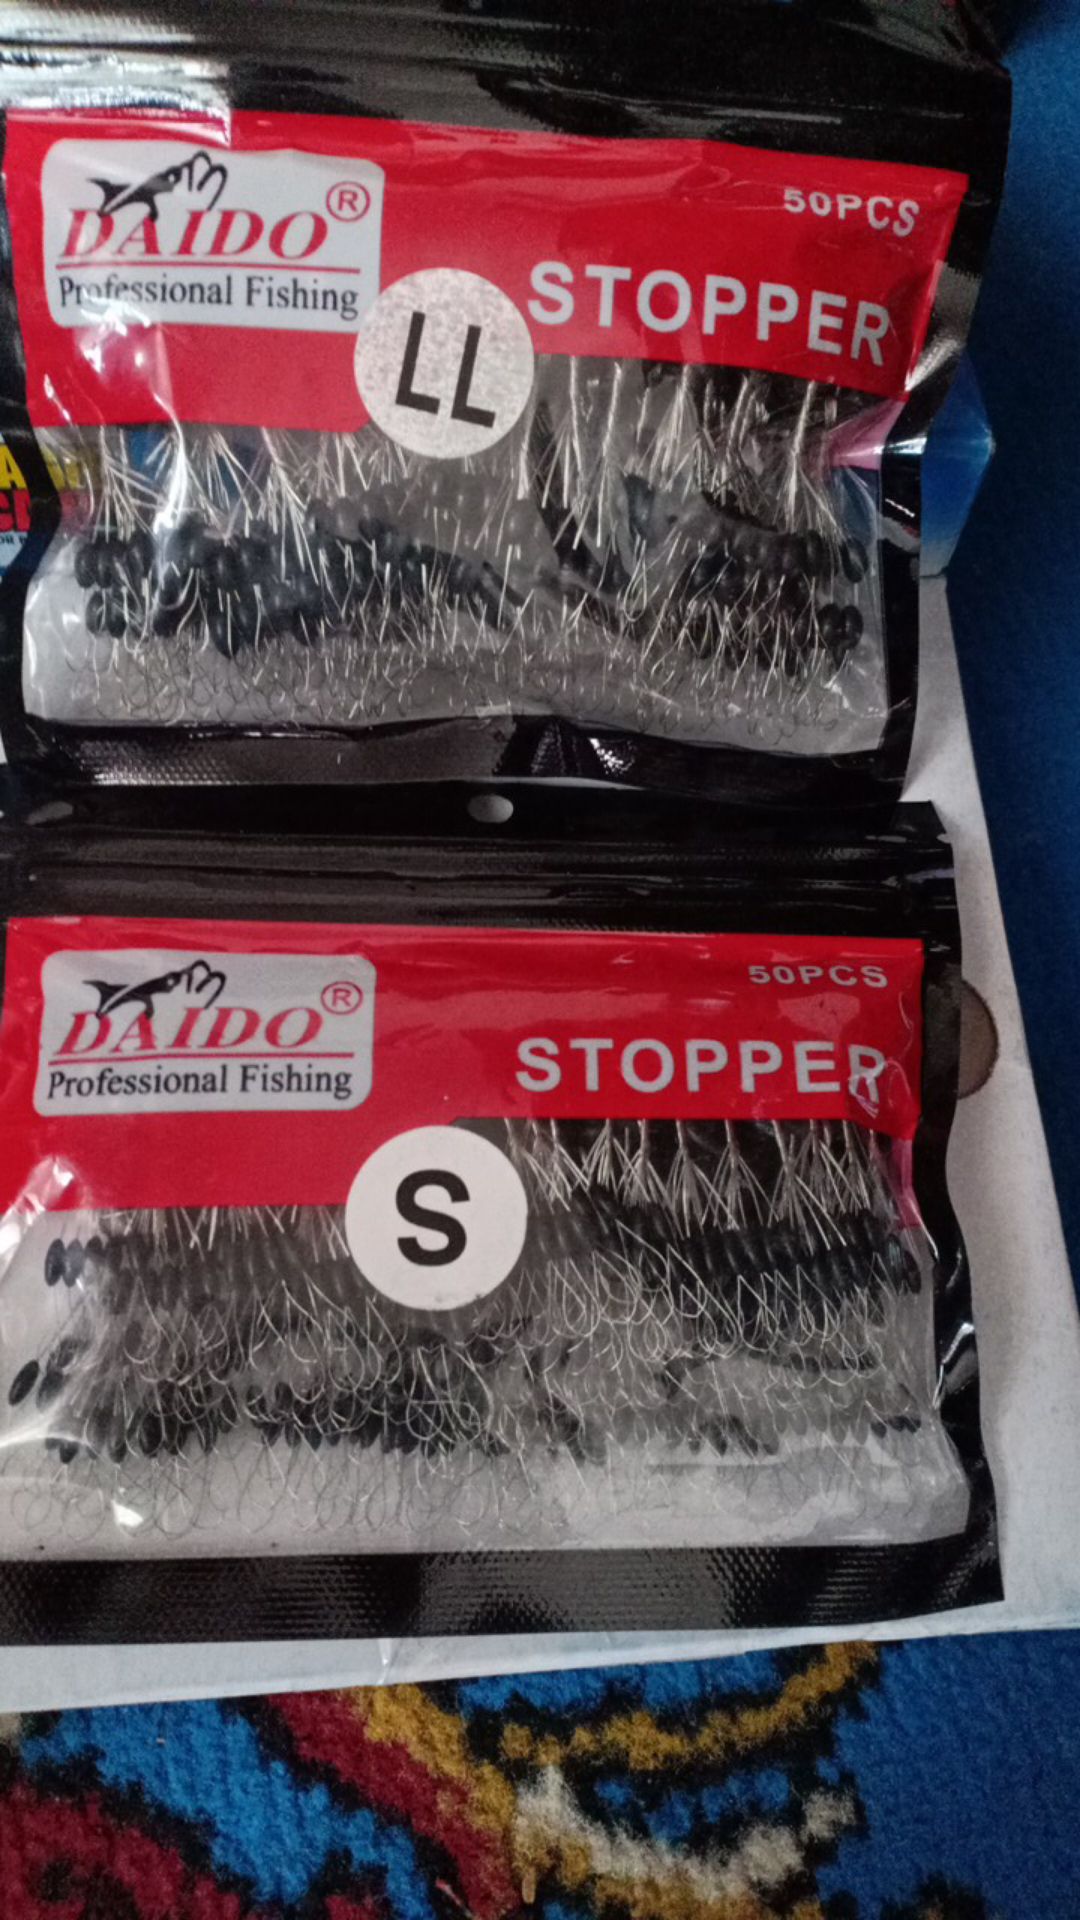 50PCS
DAIDO®
Professional Fishing
STOPPER
LL
50PCS
DAIDO®
Professional Fishing
STOPPER
S